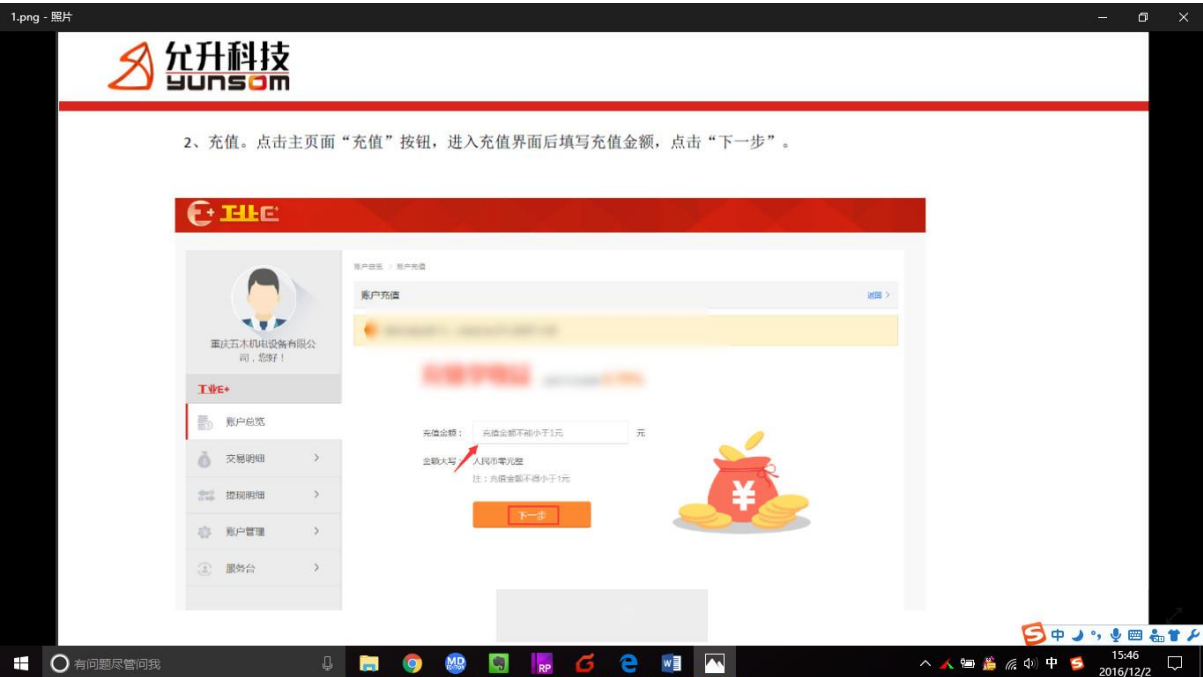 1.png - 照片
允升科技
yunsom
2、充值。点击主页面“充值”按钮，进入充值界面后填写充值金额，点击“下一步”。
E+ 工业E+
账户总览 > 账户充值
账户充值
返回 >
重庆五木机电设备有限公
司，您好！
工业E+
账户总览
交易明细
提现明细
账户管理
服务台
充值金额： 充值金额不能小于1元 元
金额大写： 人民币零元整
注：充值金额不得小于1元
下一步
中
有问题尽管问我
MD
RP
中
15:46
2016/12/2